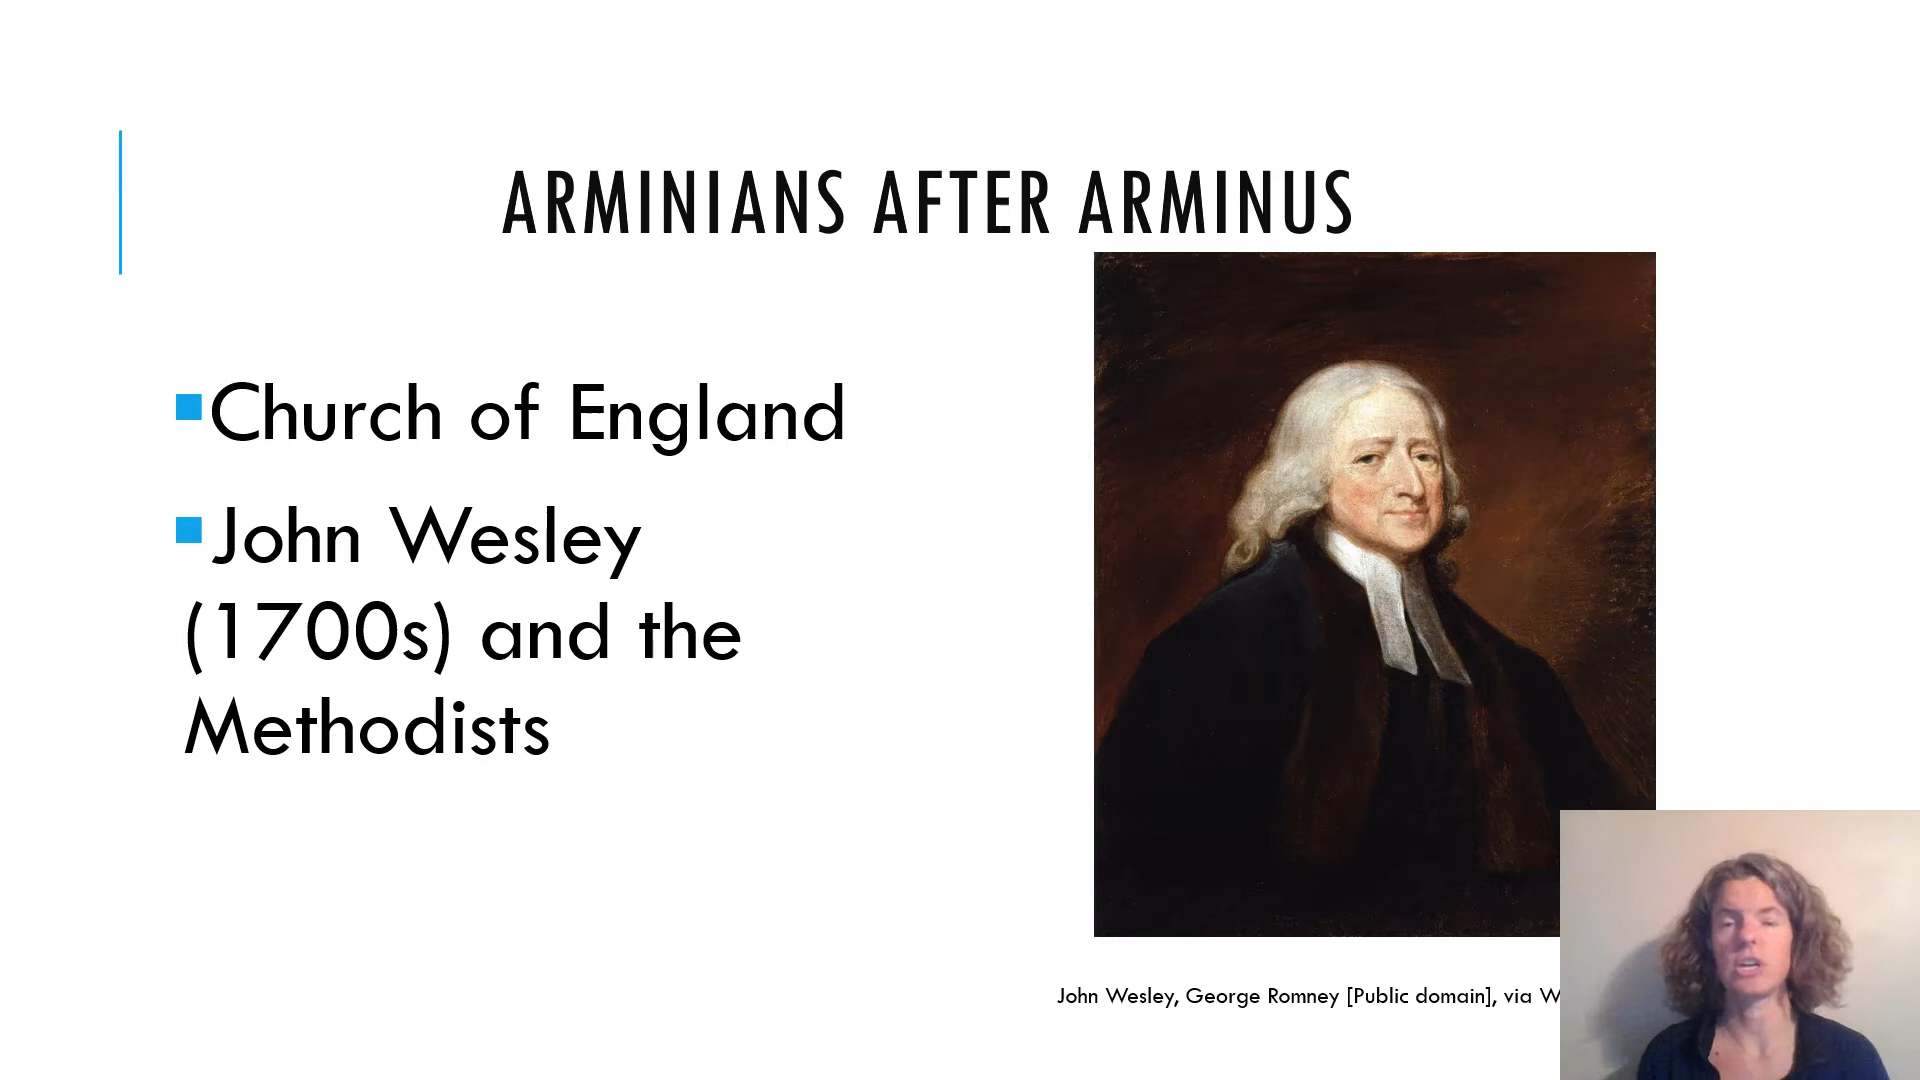 ARMINIANS AFTER ARMINUS
Church of England
John Wesley
(1700s) and the
Methodists
John Wesley, George Romney [Public domain], via W